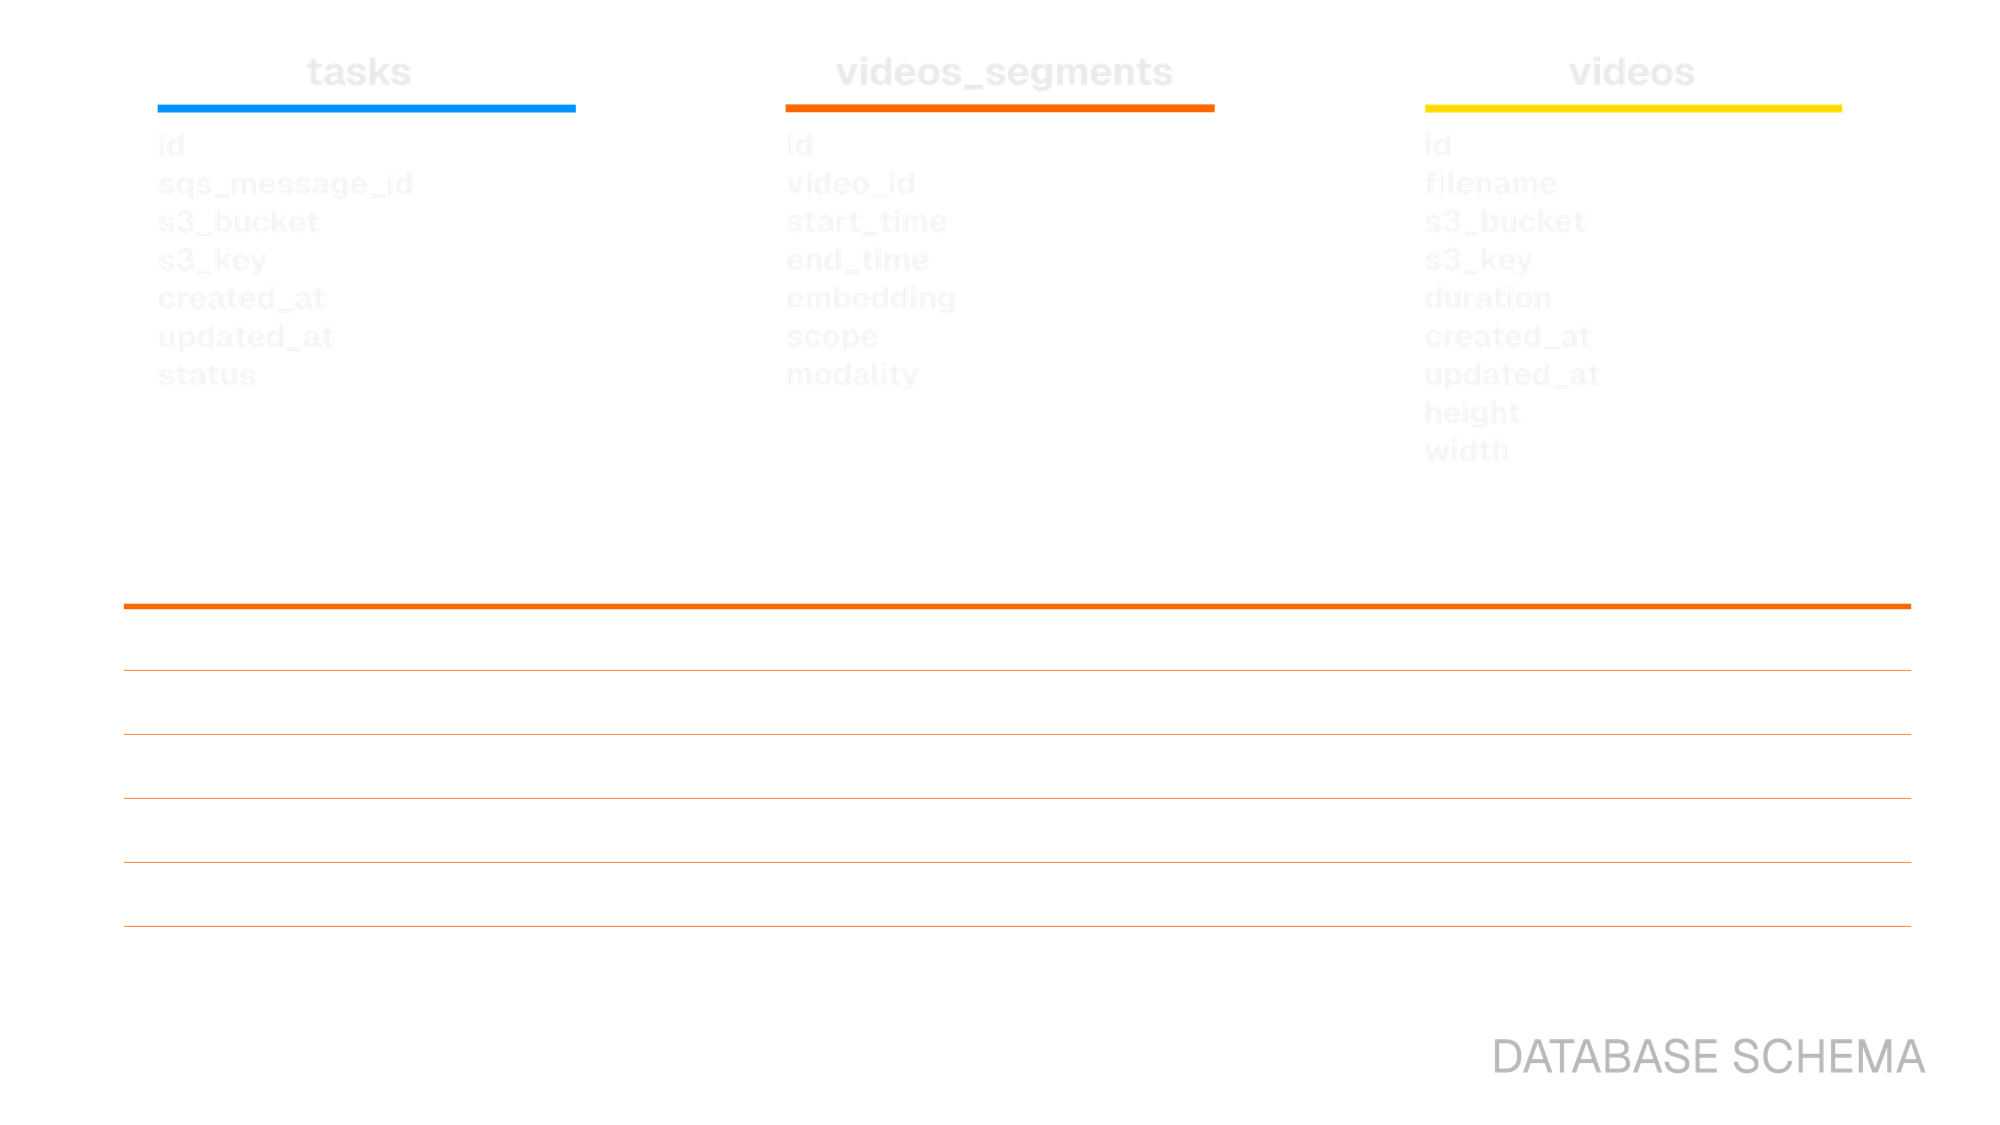 tasks
id
sqs_message_id
s3_bucket
s3_key
created_at
updated_at
status
videos_segments
id
video_id
start_time
end_time
embedding
scope
modality
videos
id
filename
s3_bucket
s3_key
duration
created_at
updated_at
height
width
DATABASE SCHEMA